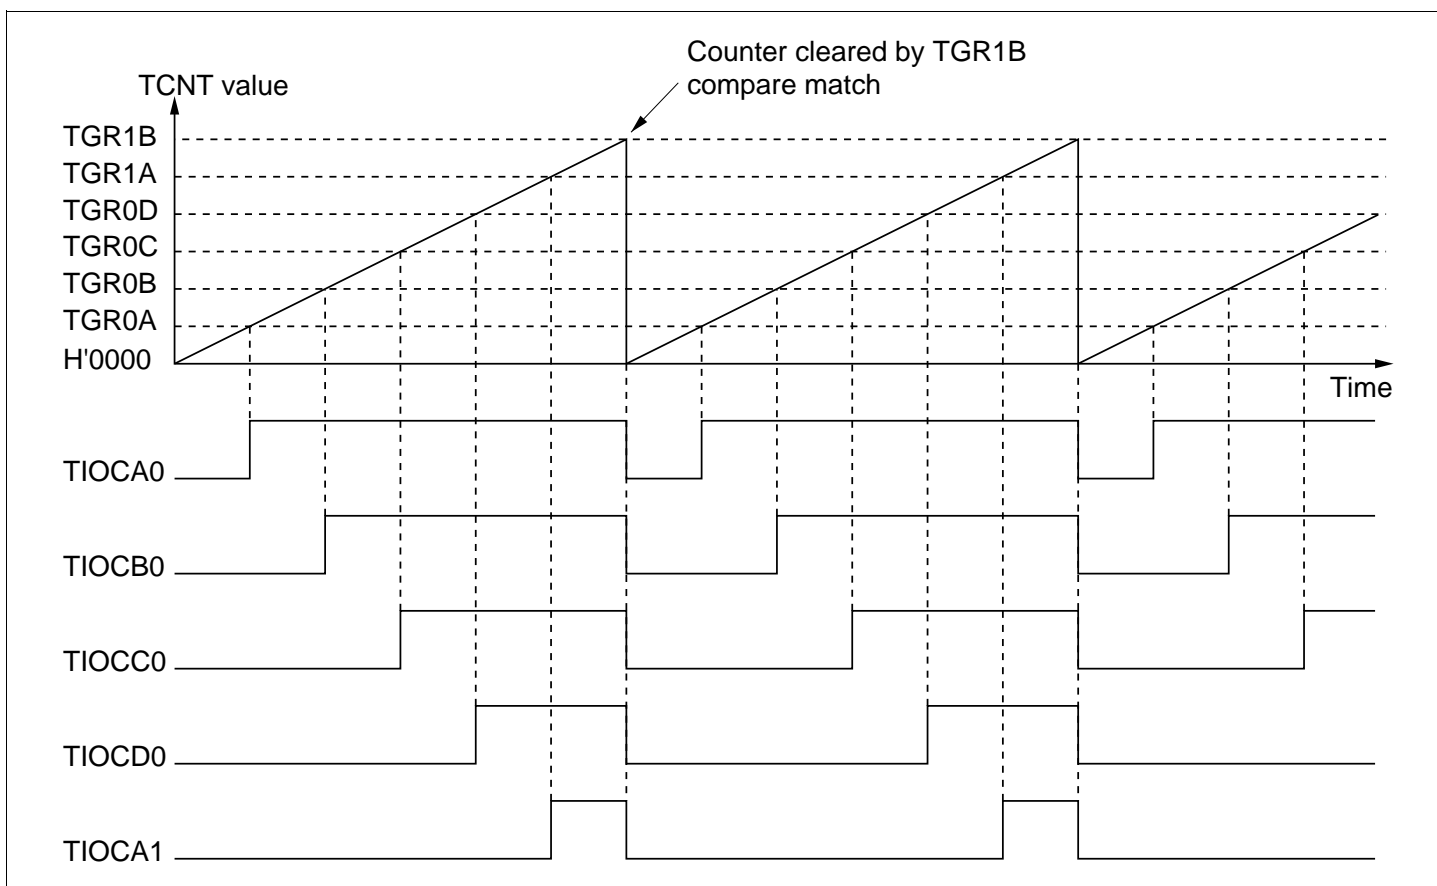 Counter cleared by TGR1B
compare match
TCNT value
TGR1B
TGR1A
TGR0D
TGR0C
TGR0B
TGR0A
H'0000
Time
TIOCA0
TIOCB0
TIOCC0
TIOCD0
TIOCA1